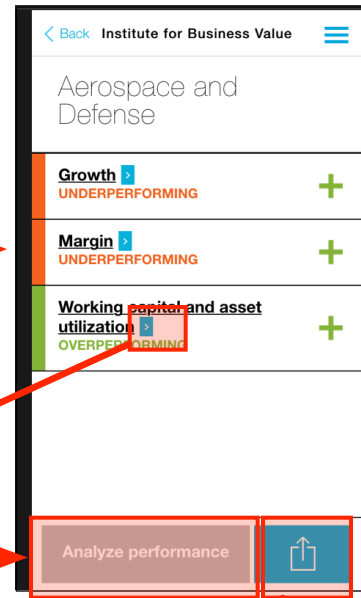 Back Institute for Business Value
Aerospace and
Defense
Growth
UNDERPERFORMING
Margin
UNDERPERFORMING
Working capital and asset
utilization
OVERPERFORMING
Analyze performance